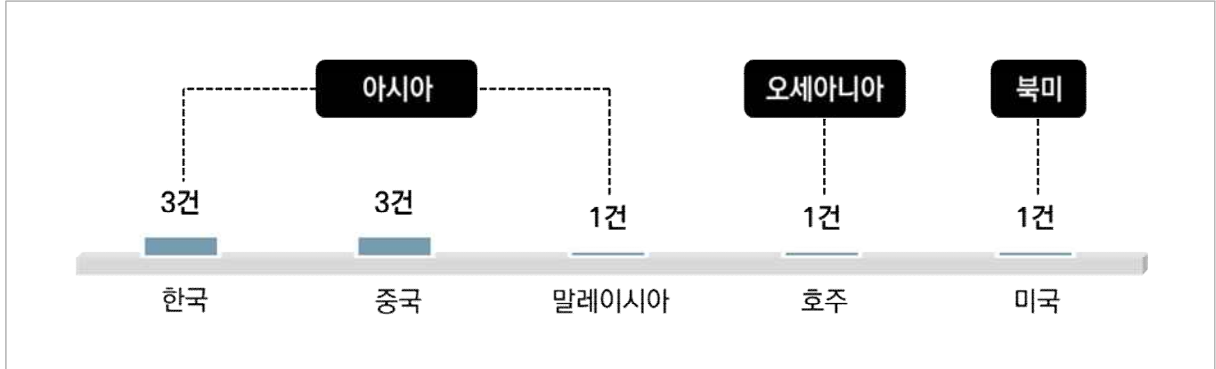 아시아 오세아니아 북미
3건 3건 1건 1건 1건
한국 중국 말레이시아 호주 미국